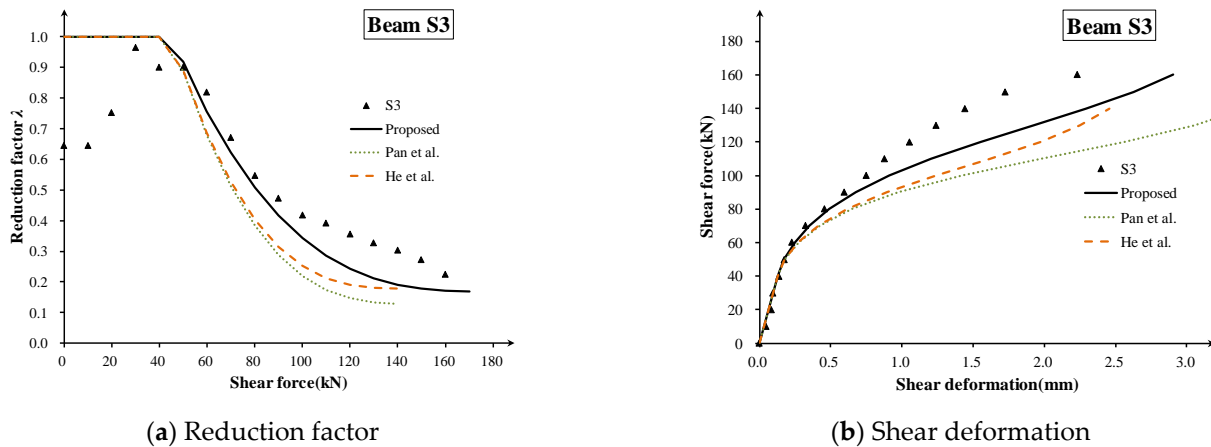 Beam S3
Reduction factor λ
1.0
0.9
0.8
0.7
0.6
0.5
0.4
0.3
0.2
0.1
0.0
S3
Proposed
Pan et al.
He et al.
0 20 40 60 80 100 120 140 160 180
Shear force(kN)
(a) Reduction factor
Beam S3
Shear force(kN)
180
160
140
120
100
80
60
40
20
0
S3
Proposed
Pan et al.
He et al.
0.0 0.5 1.0 1.5 2.0 2.5 3.0
Shear deformation(mm)
(b) Shear deformation